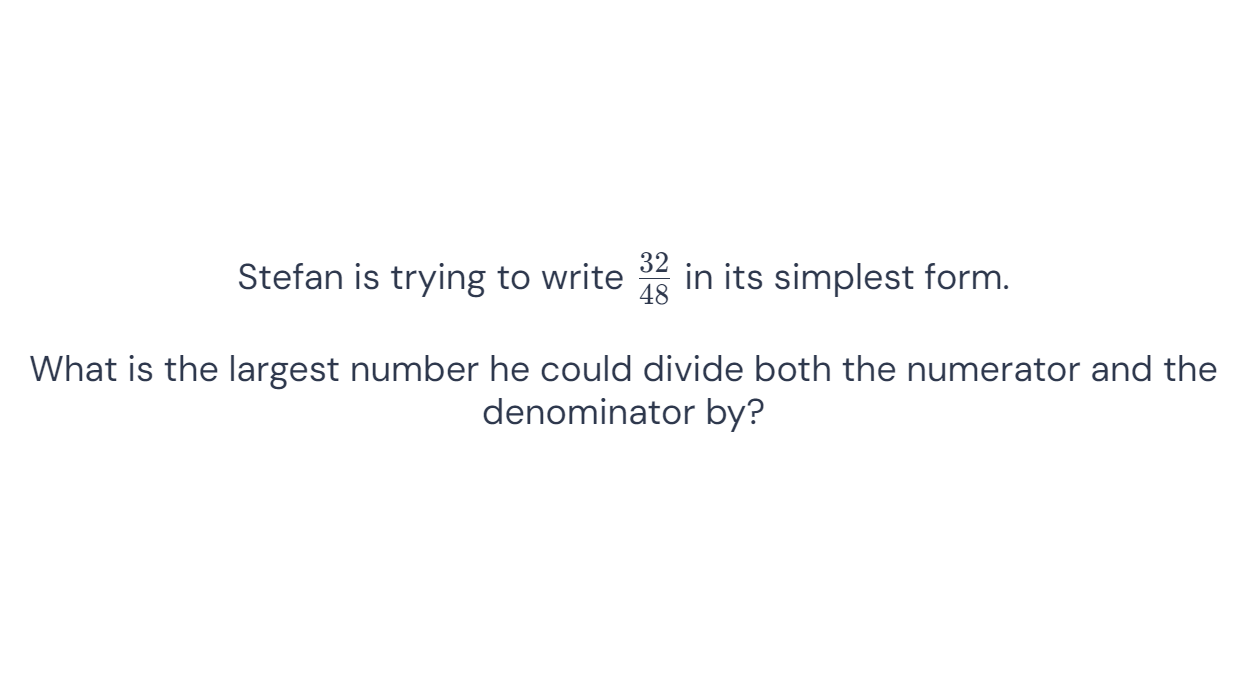 Stefan is trying to write \frac{32}{48} in its simplest form.
What is the largest number he could divide both the numerator and the
denominator by?